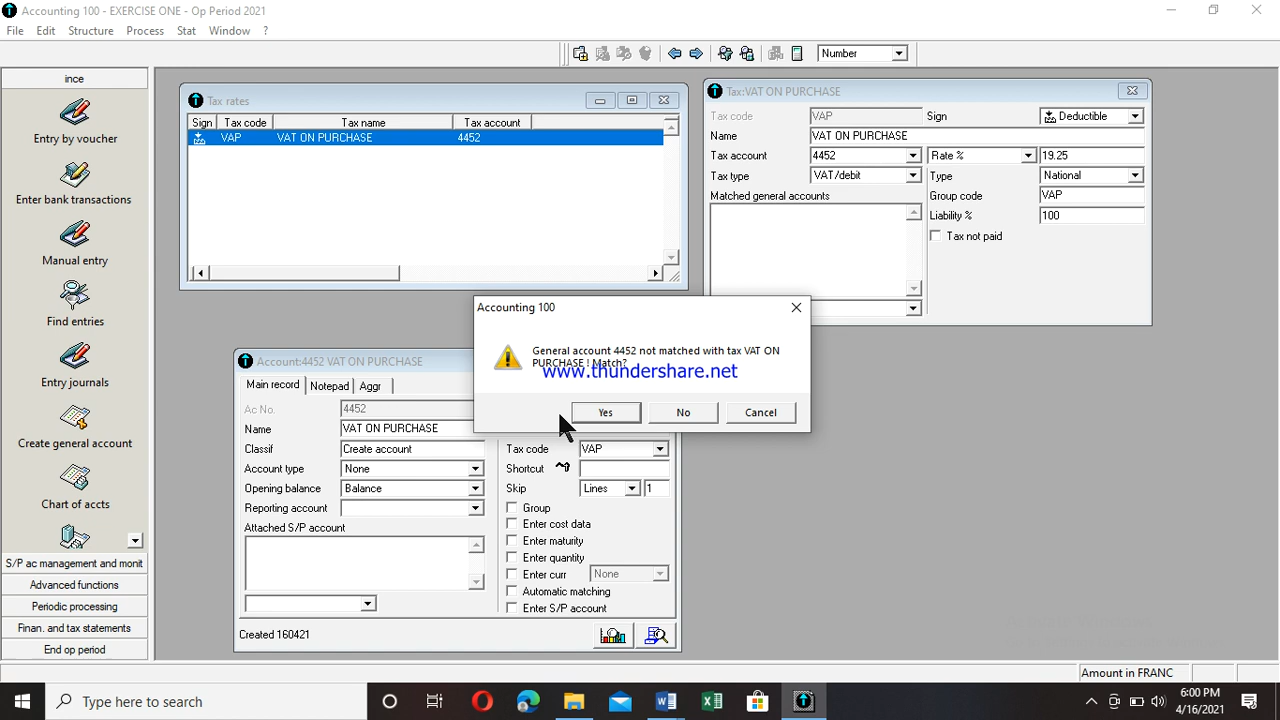 Accounting 100 - EXERCISE ONE - Op Period 2021
File Edit Structure Process Stat Window ?
Number
ince
Entry by voucher
Enter bank transactions
Manual entry
Find entries
Entry journals
Create general account
Chart of accts
S/P ac management and monit
Advanced functions
Periodic processing
Finan. and tax statements
End op period
Tax rates
Sign Tax code Tax name Tax account
VAP VAT ON PURCHASE 4452
Tax:VAT ON PURCHASE
Tax code VAP Sign Deductible
Name VAT ON PURCHASE
Tax account 4452 Rate % 19.25
Tax type VAT/debit Type National
Matched general accounts Group code VAP
Liability % 100
Tax not paid
Accounting 100
General account 4452 not matched with tax VAT ON
PURCHASE ! Match?
www.thundershare.net
Yes No Cancel
Account:4452 VAT ON PURCHASE
Main record Notepad Aggr
Ac No. 4452
Name VAT ON PURCHASE
Classif Create account Tax code VAP
Account type None Shortcut
Opening balance Balance Skip Lines 1
Reporting account Group
Attached S/P account Enter cost data
Enter maturity
Enter quantity
Enter curr None
Automatic matching
Enter S/P account
Created 160421
Amount in FRANC
Type here to search
6:00 PM
4/16/2021